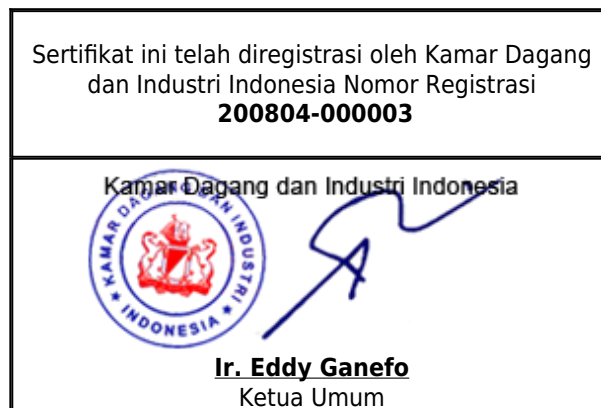 Sertifikat ini telah diregistrasi oleh Kamar Dagang
dan Industri Indonesia Nomor Registrasi
200804-000003
Kamar Dagang dan Industri Indonesia
KAMAR DAGANG DAN INDUSTRI
INDONESIA
Ir. Eddy Ganefo
Ketua Umum